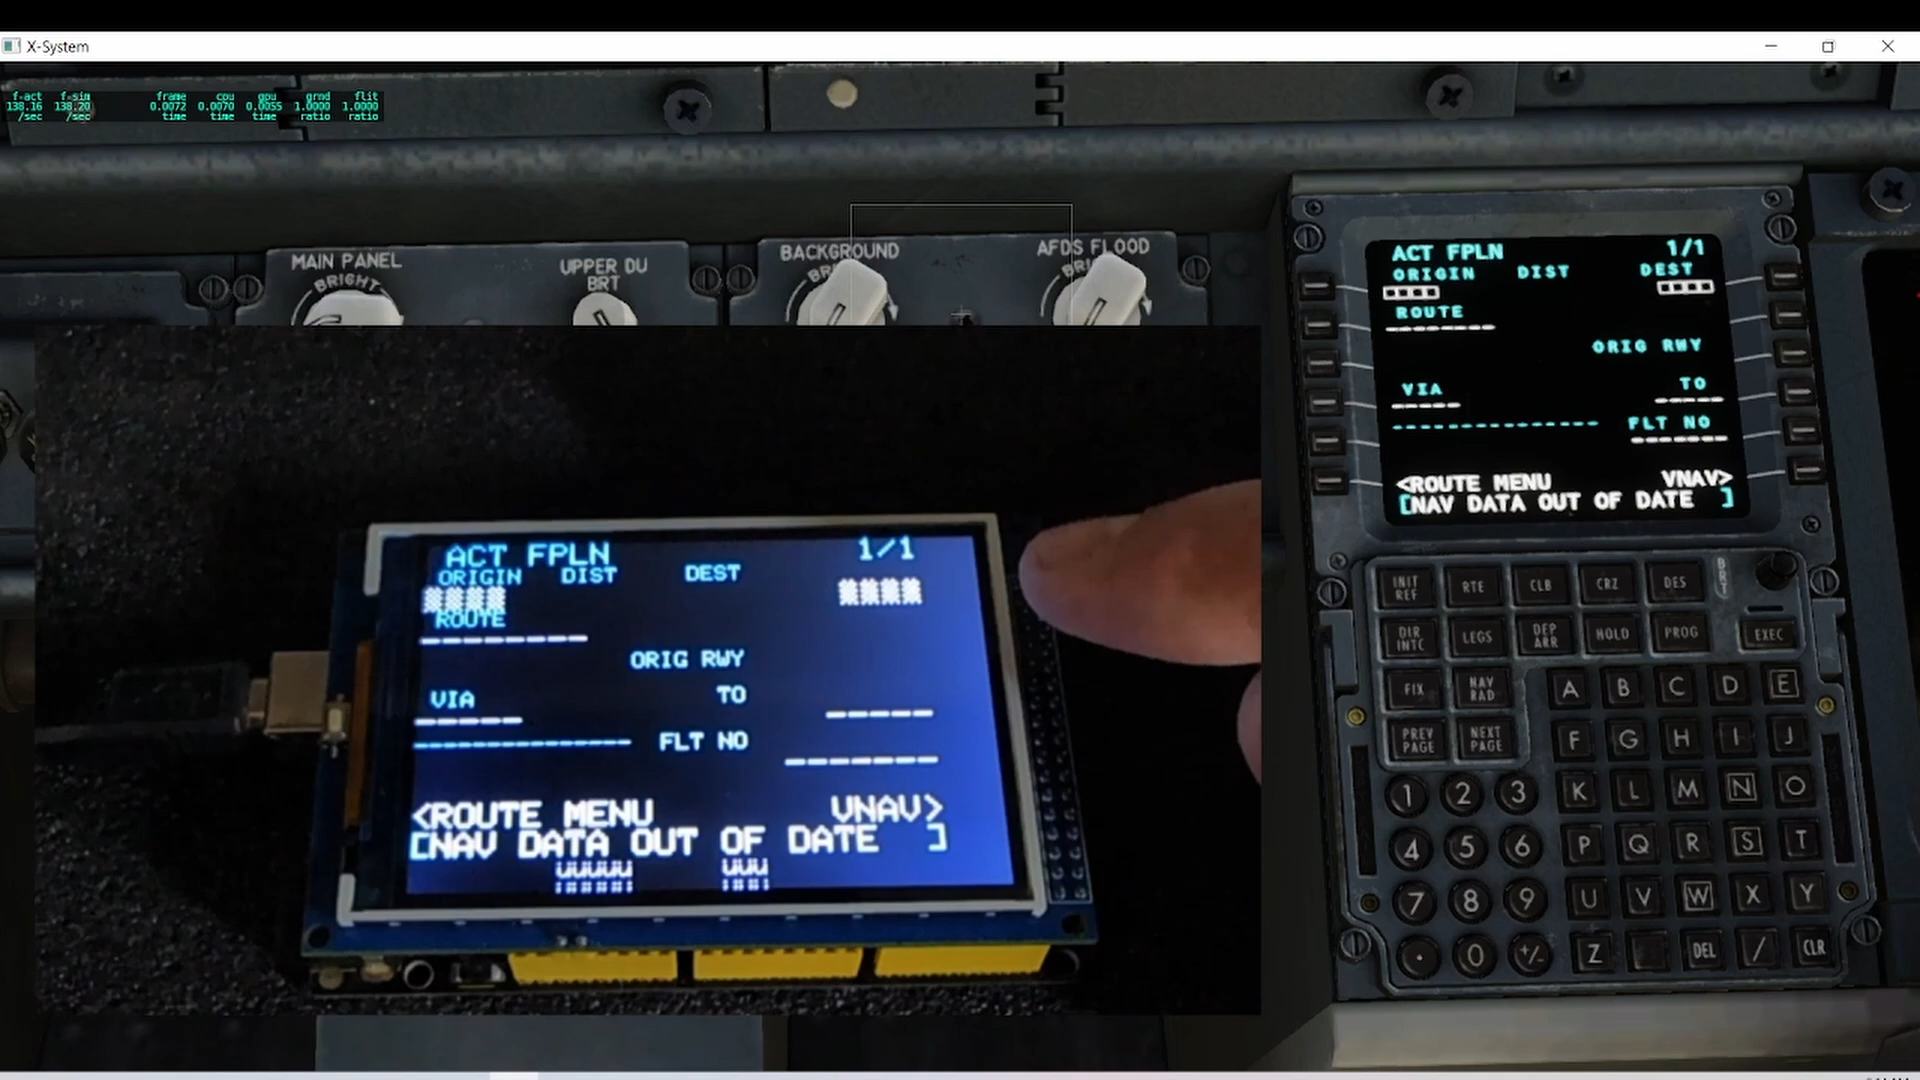 X-System
f-act f-sim frame cpu gpu grnd flit
138.16 138.20 0.0072 0.0070 0.0055 1.0000 1.0000
/sec /sec time time time ratio ratio
MAIN PANEL
BRIGHT
UPPER DU
BRT
BACKGROUND
AFDS FLOOD
ACT FPLN 1/1
ORIGIN DIST DEST
ROUTE
ORIG RWY
VIA TO
FLT NO
<ROUTE MENU VNAV>
[NAV DATA OUT OF DATE ]
ACT FPLN 1/1
ORIGIN DIST DEST
ROUTE
ORIG RWY
VIA TO
FLT NO
<ROUTE MENU VNAV>
[NAV DATA OUT OF DATE ]
INIT REF RTE CLB CRZ DES BRT
DIR INTC LEGS DEP ARR HOLD PROG EXEC
FIX NAV RAD
PREV PAGE NEXT PAGE
A B C D E
F G H I J
1 2 3 K L M N O
4 5 6 P Q R S T
7 8 9 U V W X Y
. 0 +/- Z DEL / CLR